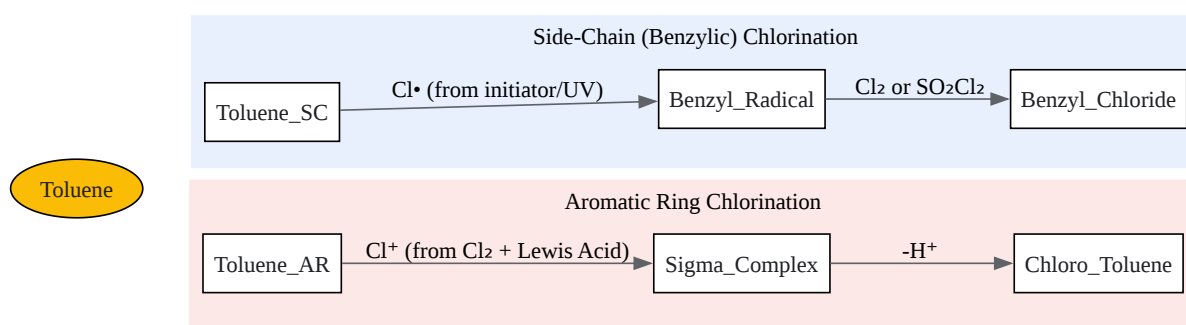 Side-Chain (Benzylic) Chlorination
Toluene_SC
Cl• (from initiator/UV)
Benzyl_Radical
Cl₂ or SO₂Cl₂
Benzyl_Chloride
Toluene
Aromatic Ring Chlorination
Toluene_AR
Cl⁺ (from Cl₂ + Lewis Acid)
Sigma_Complex
-H⁺
Chloro_Toluene